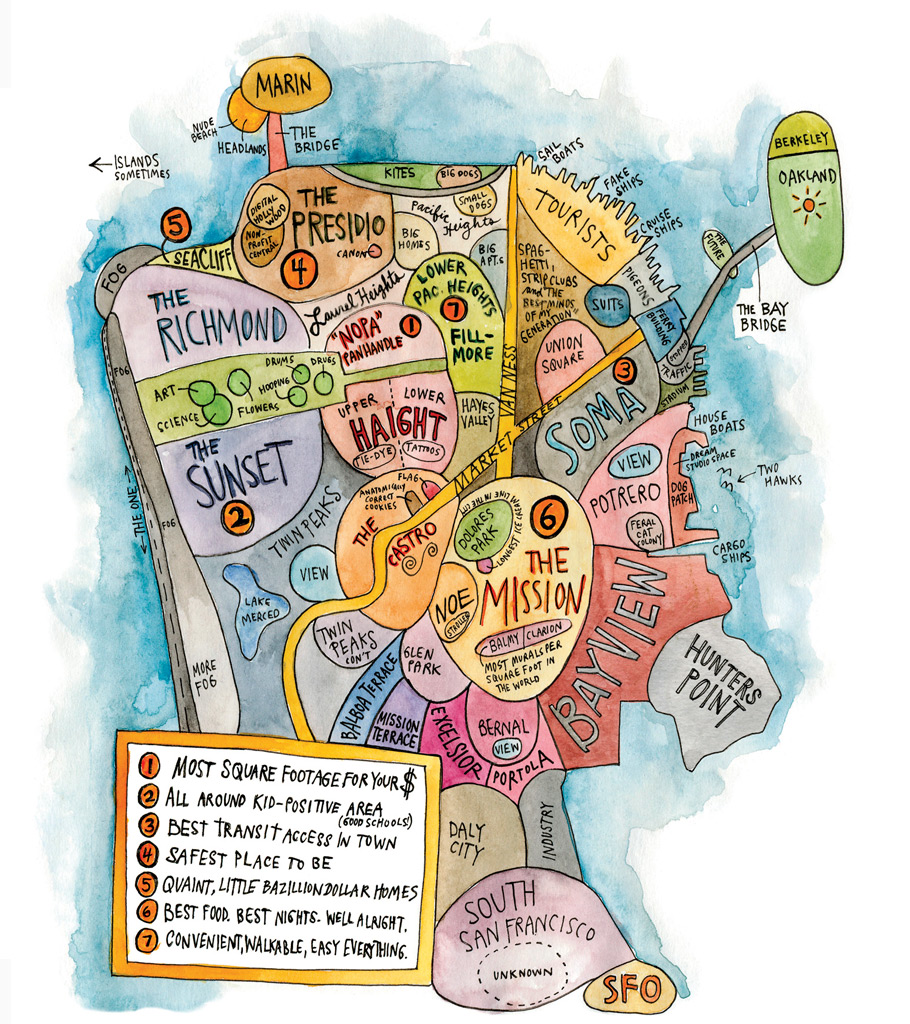 MARIN
NUDE
BEACH
HEADLANDS
THE
BRIDGE
ISLANDS
SOMETIMES
SAIL
BOATS
FAKE
SHIPS
CRUISE
SHIPS
BERKELEY
OAKLAND
THE
FUTURE
THE BAY
BRIDGE
KITES
BIG DOGS
SMALL
DOGS
Pacific
Heights
BIG
HOMES
BIG
APT.S
DIGITAL
HOLLY
WOOD
NON-
PROFIT
CENTRAL
THE
PRESIDIO
CANON
4
5
SEACLIFF
FOG
TOURISTS
PIGEONS
SPAG-
HETTI,
STRIP CLUBS
and THE
BEST MINDS
OF MY
GENERATION"
SUITS
FERRY
BUILDING
THE
RICHMOND
Laurel Heights
LOWER
PAC. HEIGHTS
7
FILL-
MORE
"NOPA"
PANHANDLE
1
VAN NESS
UNION
SQUARE
3
TRAFFIC
STADIUM
FOG
ART
SCIENCE
FLOWERS
DRUMS
HOOPING
DRUGS
UPPER
LOWER
HAIGHT
TIE-DYE
TATTOOS
HAYES
VALLEY
MARKET STREET
SOMA
HOUSE
BOATS
DREAM
STUDIO SPACE
TWO
HAWKS
VIEW
POTRERO
FERAL
CAT
COLONY
DOG
PATCH
CARGO
SHIPS
THE
SUNSET
2
THE ONE
FOG
TWIN PEAKS
VIEW
LAKE
MERCED
FLAG
ANATOMICALLY
CORRECT
COOKIES
THE
CASTRO
LONGEST ICE CREAM
LINE IN THE CITY
DOLORES
PARK
6
THE
MISSION
NOE
STROLLER
BALMY/CLARION
MOST MURALS PER
SQUARE FOOT IN
THE WORLD
BAYVIEW
HUNTERS
POINT
TWIN
PEAKS
CON'T
GLEN
PARK
MORE
FOG
BALBOA TERRACE
MISSION
TERRACE
EXCELSIOR
BERNAL
VIEW
PORTOLA
DALY
CITY
INDUSTRY
SOUTH
SAN FRANCISCO
UNKNOWN
SFO
1 MOST SQUARE FOOTAGE FOR YOUR $
2 ALL AROUND KID-POSITIVE AREA
(GOOD SCHOOLS!)
3 BEST TRANSIT ACCESS IN TOWN
4 SAFEST PLACE TO BE
5 QUAINT, LITTLE BAZILLION DOLLAR HOMES
6 BEST FOOD. BEST NIGHTS. WELL ALRIGHT.
7 CONVENIENT, WALKABLE, EASY EVERYTHING.